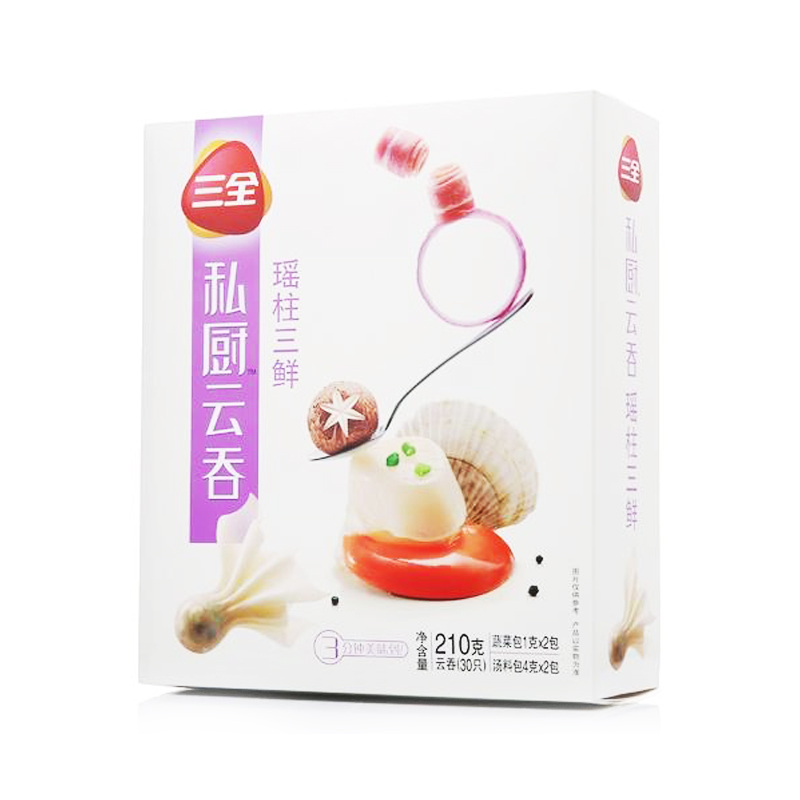 三全
私厨云吞™
瑶柱三鲜
3分钟美味到!
净含量
210克
云吞(30只)
蔬菜包1克x2包
汤料包4克x2包
图片仅供参考 产品以实物为准
三全
私厨云吞 瑶柱三鲜